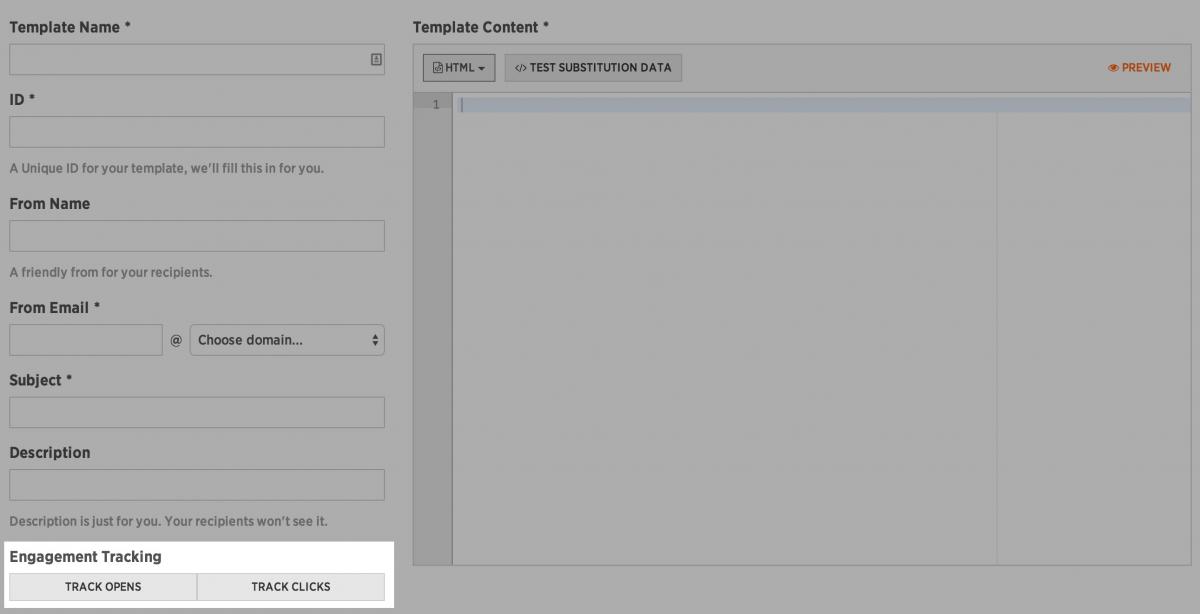 Template Name *
ID *
A Unique ID for your template, we'll fill this in for you.
From Name
A friendly from for your recipients.
From Email *
@ Choose domain...
Subject *
Description
Description is just for you. Your recipients won't see it.
Engagement Tracking
TRACK OPENS TRACK CLICKS
Template Content *
HTML </> TEST SUBSTITUTION DATA PREVIEW
1